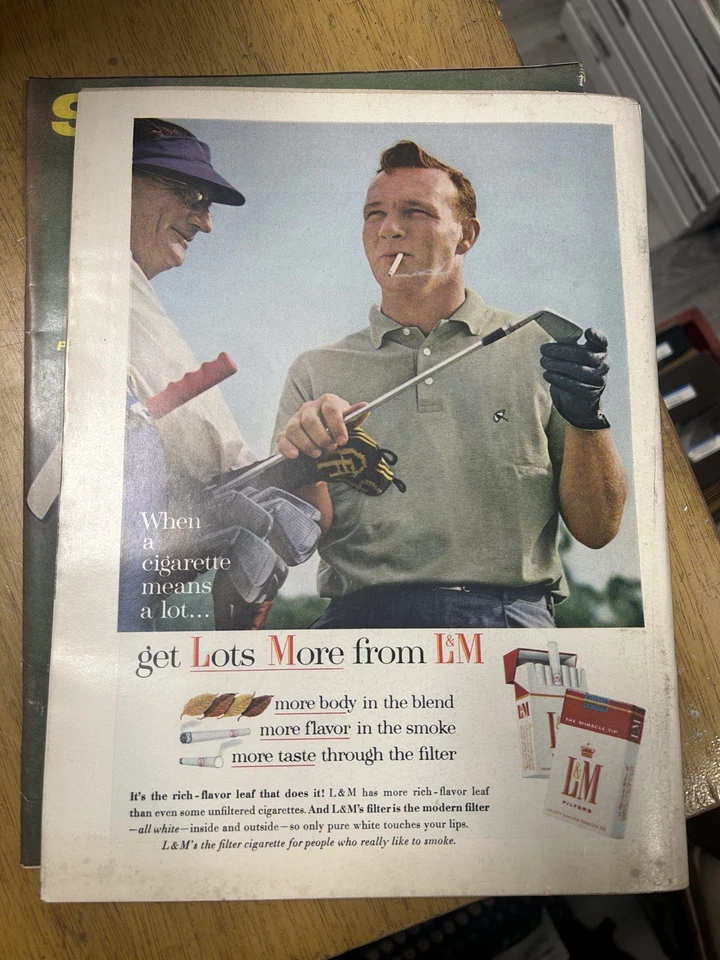 S
P
When
a
cigarette
means
a lot...
get Lots More from L&M
more body in the blend
more flavor in the smoke
more taste through the filter
It's the rich-flavor leaf that does it! L&M has more rich-flavor leaf
than even some unfiltered cigarettes. And L&M's filter is the modern filter
—all white—inside and outside—so only pure white touches your lips.
L&M's the filter cigarette for people who really like to smoke.
L&M
THE MIRACLE TIP
L&M
FILTERS